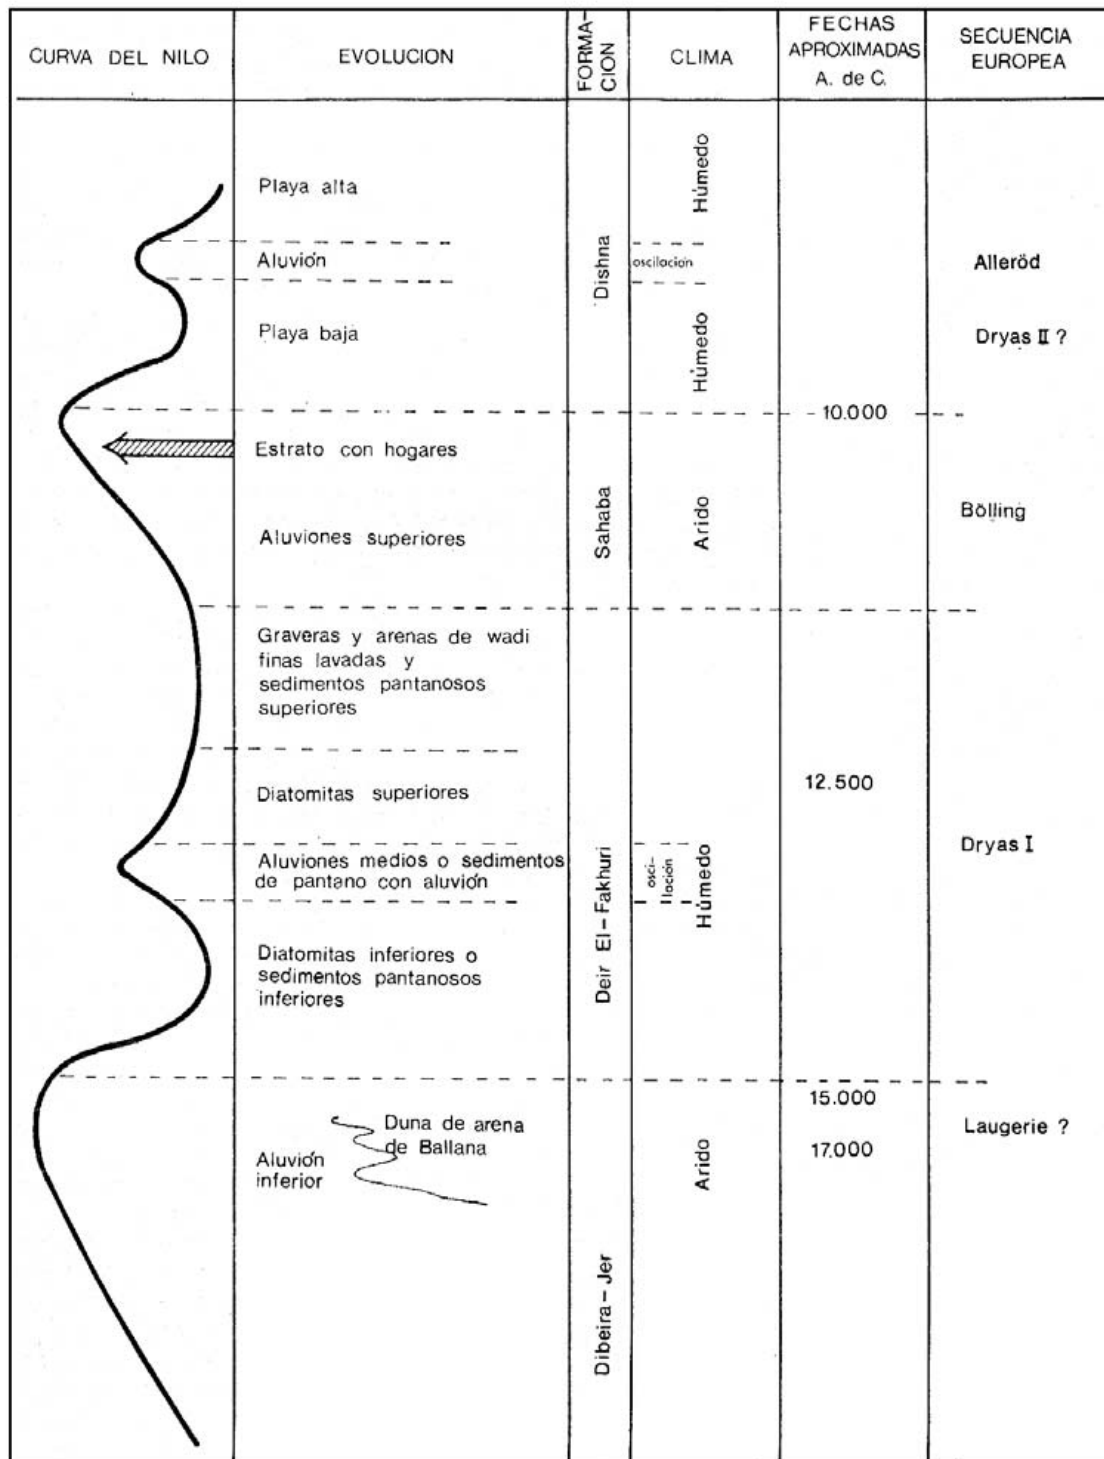 CURVA DEL NILO
EVOLUCION
FORMA-
CION
CLIMA
FECHAS
APROXIMADAS
A. de C.
SECUENCIA
EUROPEA
Playa alta
Húmedo
Aluvión
Dishna
oscilación
Alleröd
Playa baja
Húmedo
Dryas II ?
10.000
Estrato con hogares
Sahaba
Arido
Bölling
Aluviones superiores
Graveras y arenas de wadi
finas lavadas y
sedimentos pantanosos
superiores
Diatomitas superiores
12.500
Aluviones medios o sedimentos
de pantano con aluvión
osci-
lación
Húmedo
Dryas I
Deir El-Fakhuri
Diatomitas inferiores o
sedimentos pantanosos
inferiores
15.000
Duna de arena
de Ballana
Aluvión
inferior
Arido
17.000
Laugerie ?
Dibeira-Jer